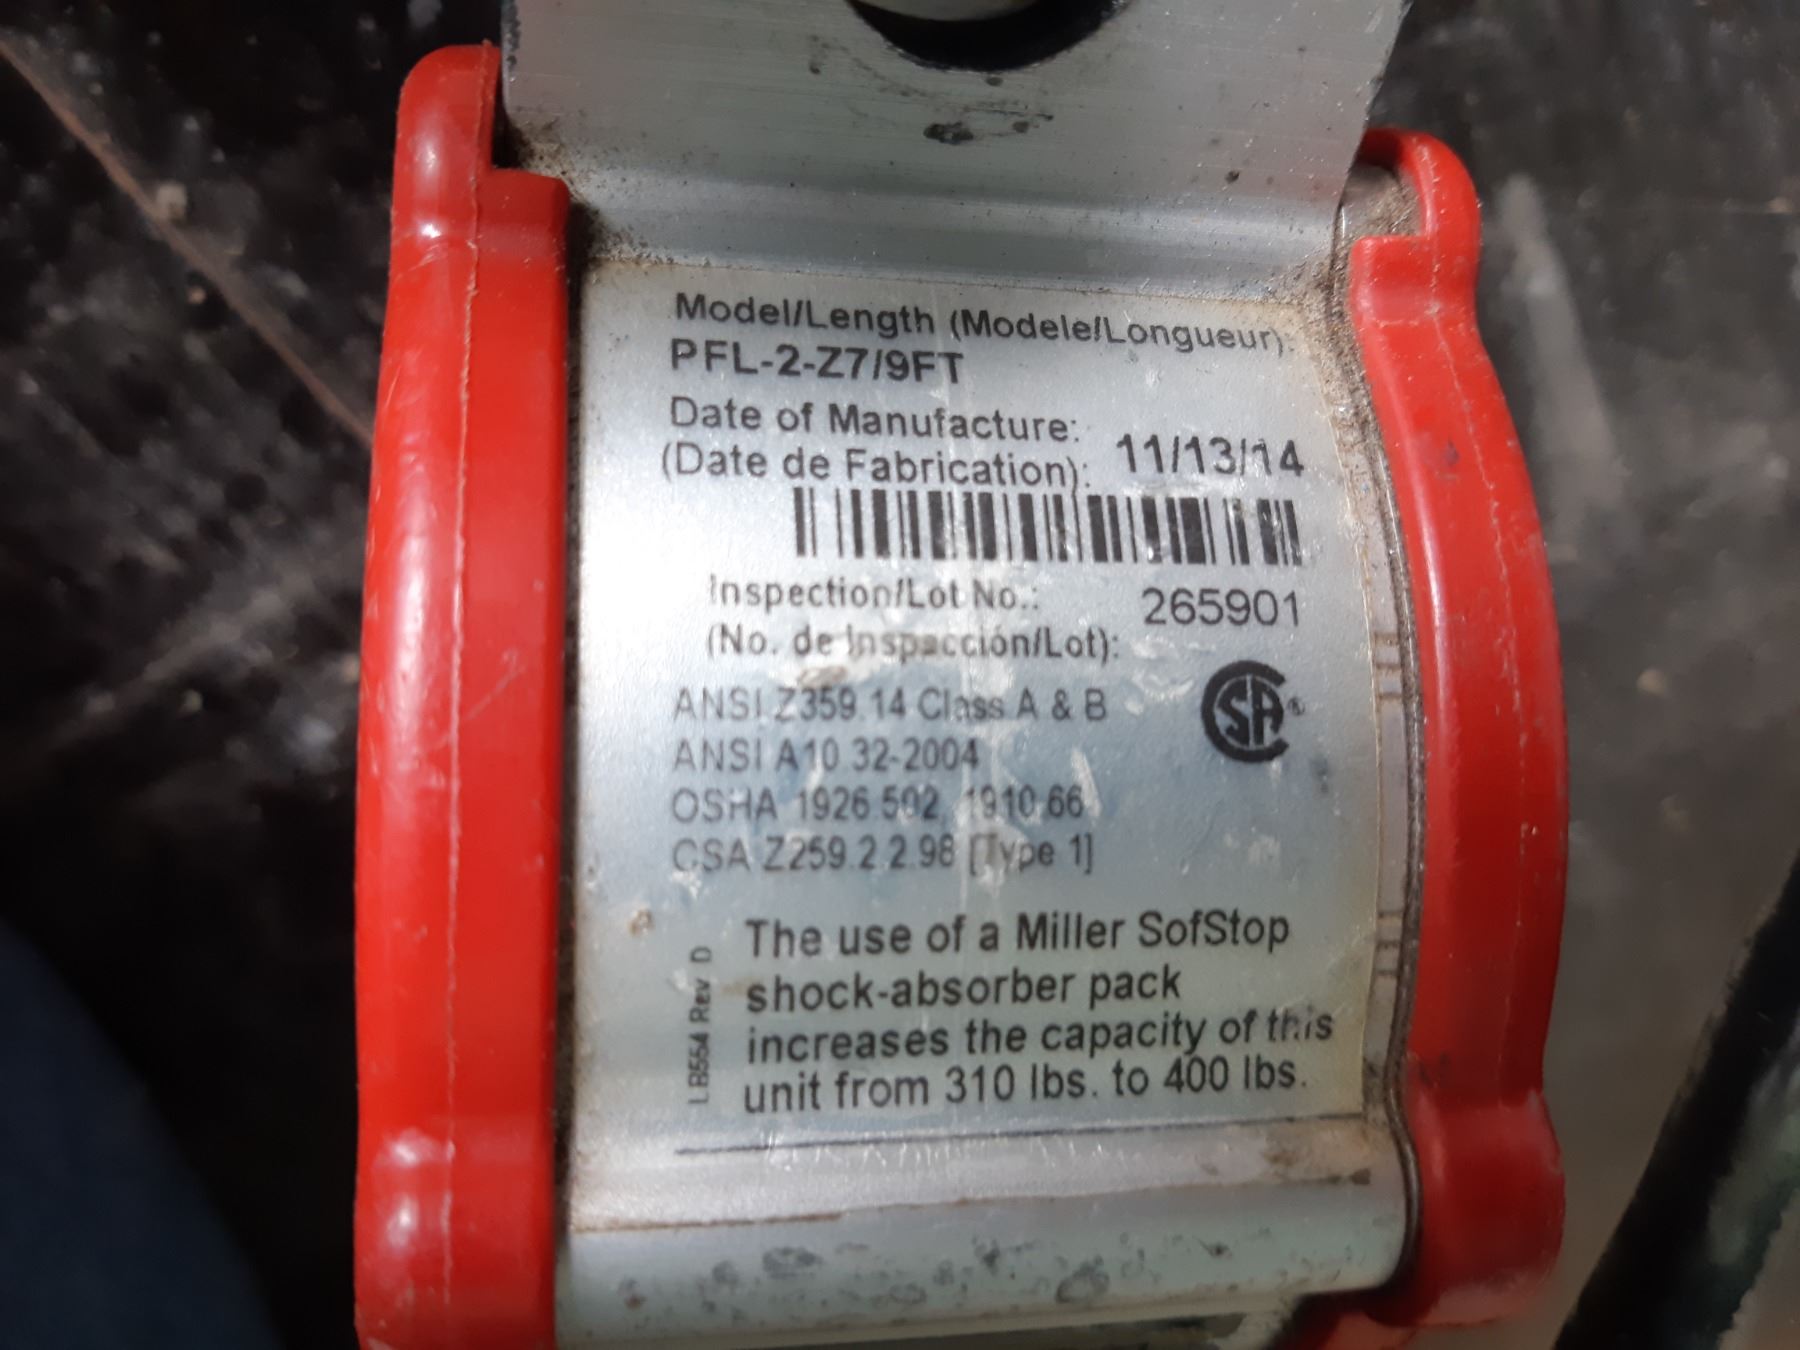 Model/Length (Modele/Longueur):
PFL-2-Z7/9FT
Date of Manufacture:
(Date de Fabrication): 11/13/14
Inspection/Lot No.: 265901
(No. de Inspacción/Lot):
ANSI Z359.14 Class A & B
ANSI A10.32-2004
OSHA 1926.502, 1910.66
CSA Z259.2.2.98 [Type 1]
CSA®
The use of a Miller SofStop
shock-absorber pack
increases the capacity of this
unit from 310 lbs. to 400 lbs.
LB554 Rev D